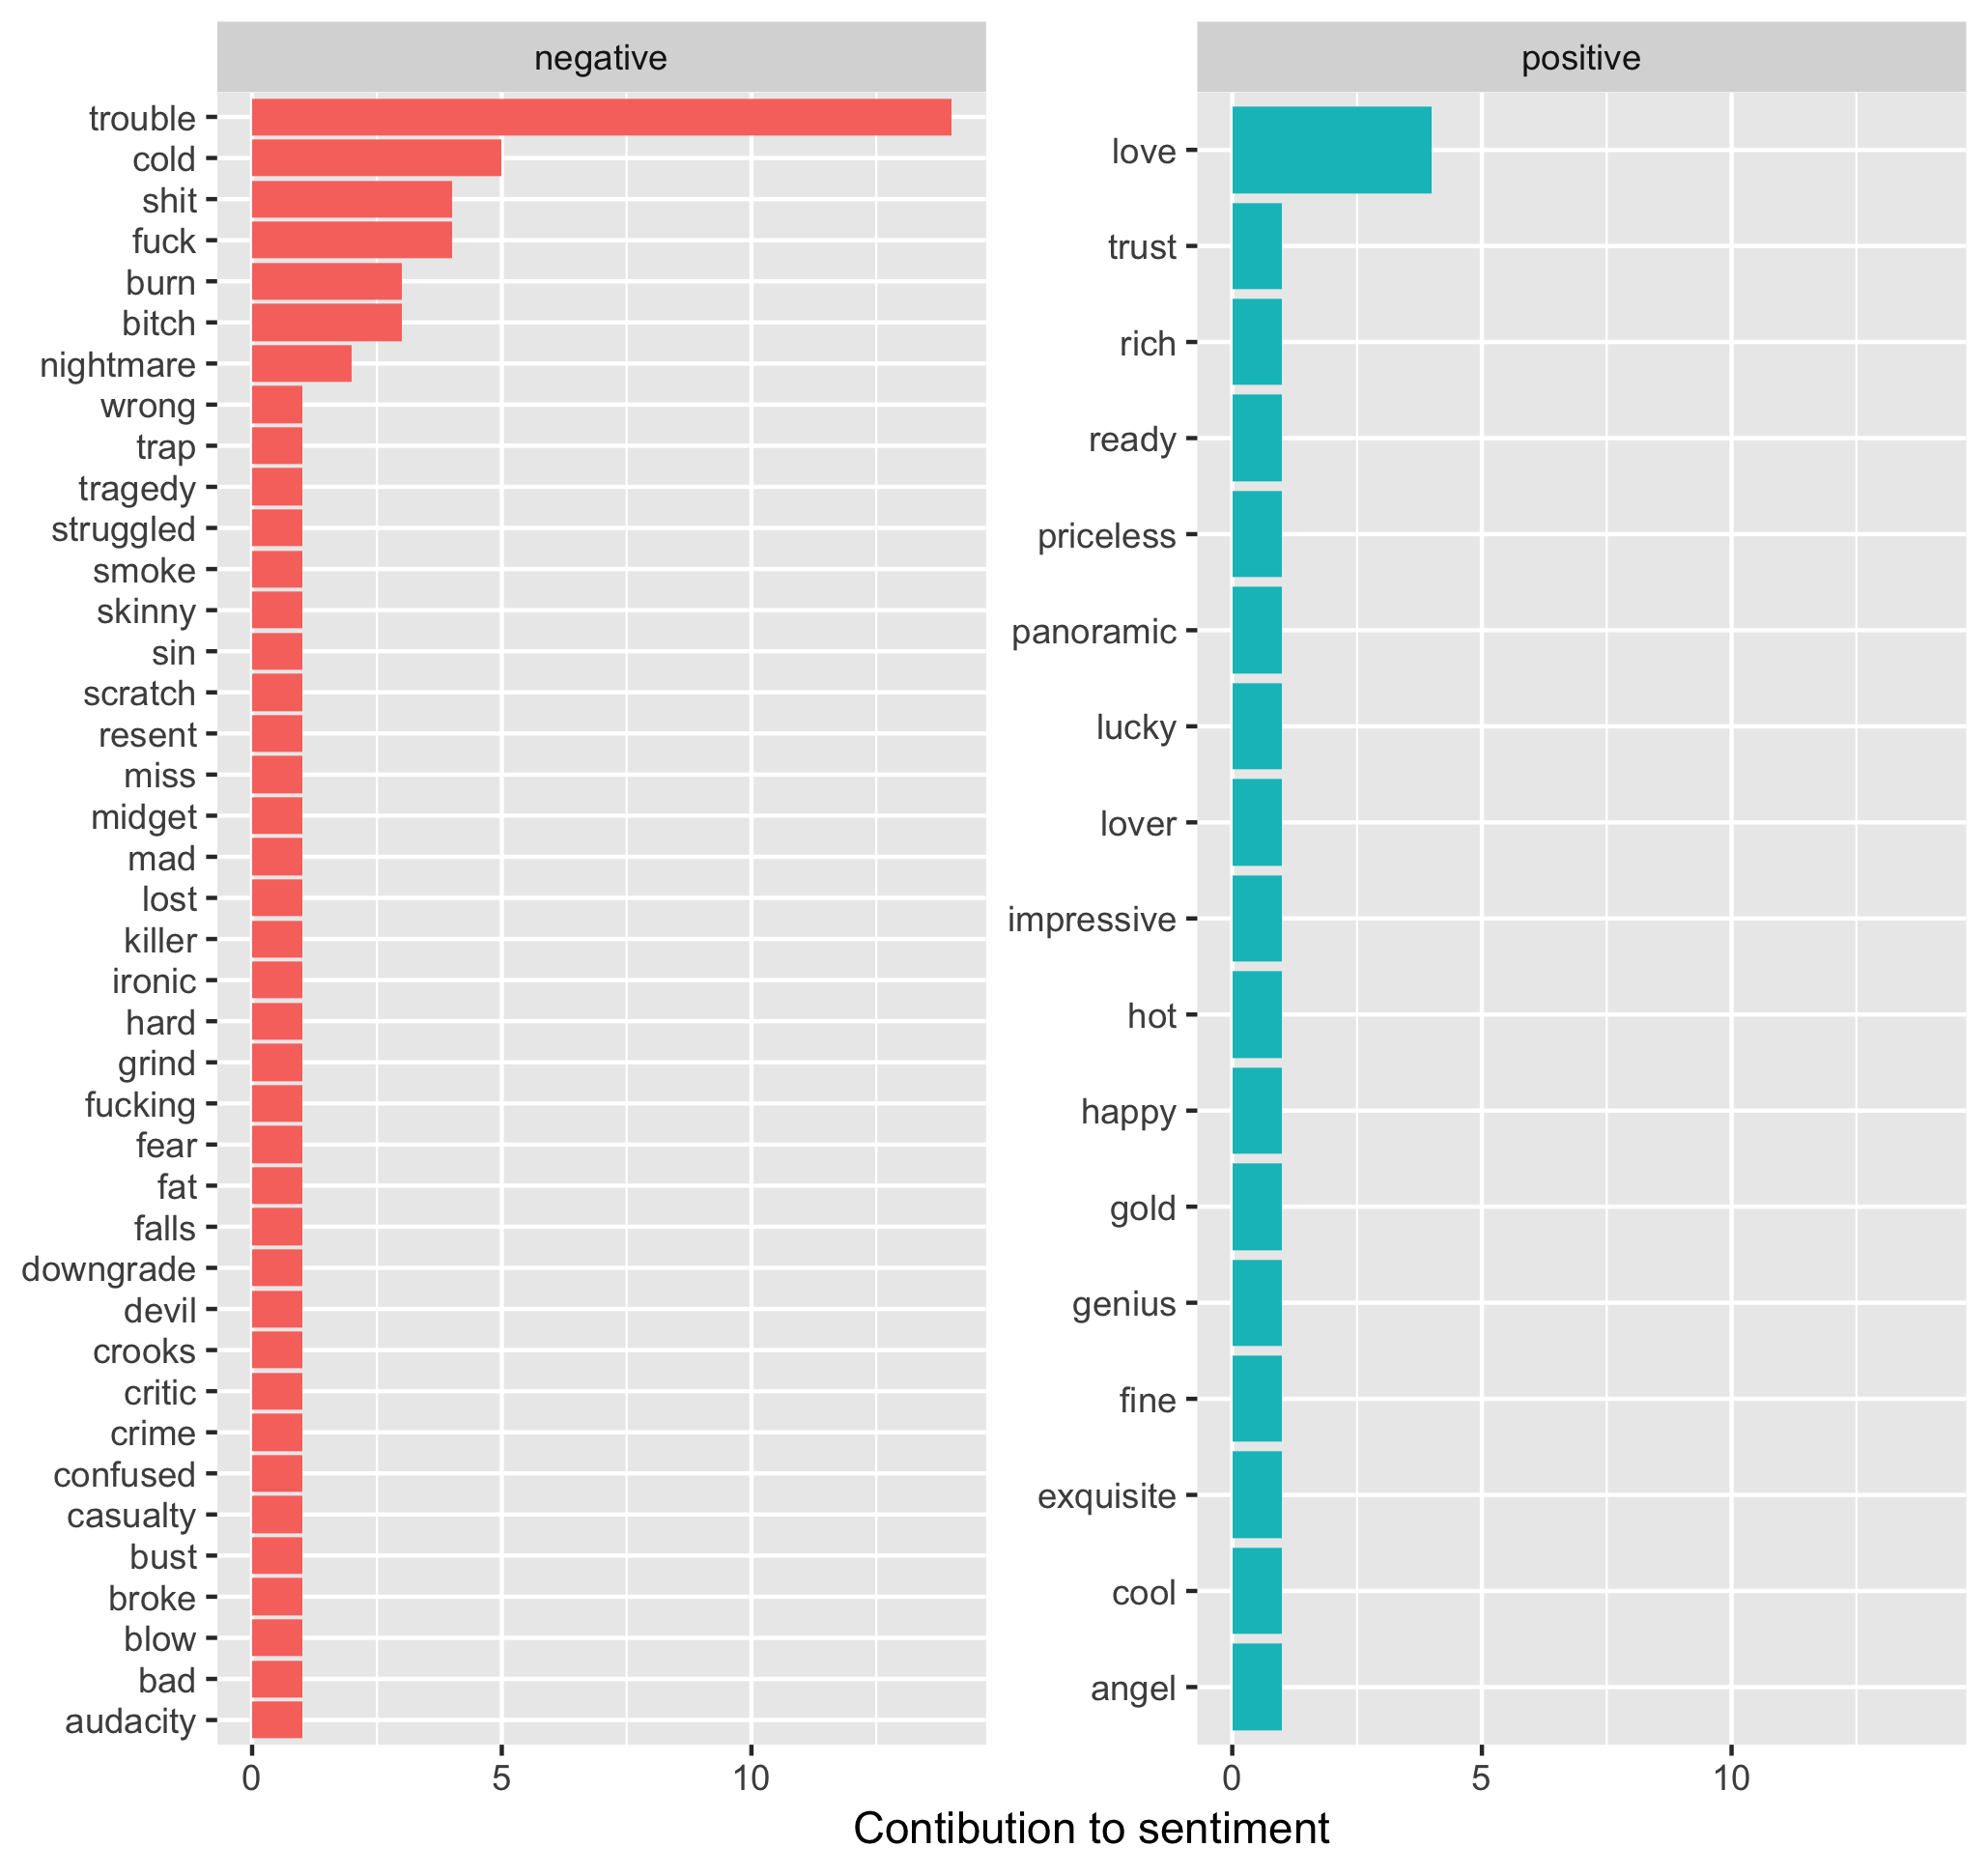 negative
trouble
cold
shit
fuck
burn
bitch
nightmare
wrong
trap
tragedy
struggled
smoke
skinny
sin
scratch
resent
miss
midget
mad
lost
killer
ironic
hard
grind
fucking
fear
fat
falls
downgrade
devil
crooks
critic
crime
confused
casualty
bust
broke
blow
bad
audacity
0 5 10
positive
love
trust
rich
ready
priceless
panoramic
lucky
lover
impressive
hot
happy
gold
genius
fine
exquisite
cool
angel
0 5 10
Contibution to sentiment